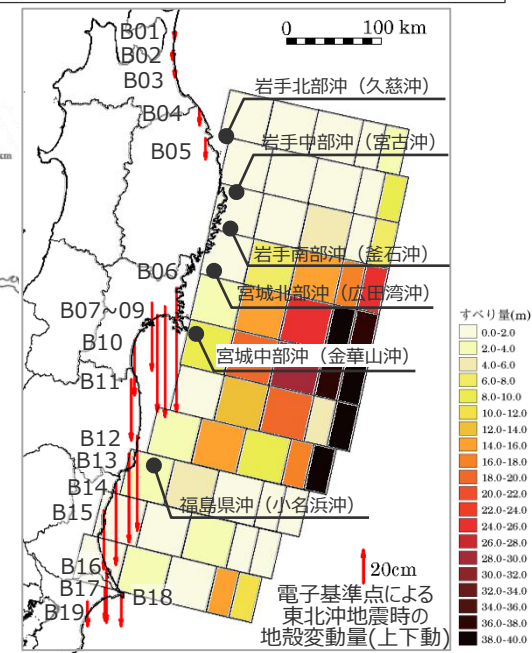 0 100 km
B01
B02
B03
B04
B05
岩手北部沖（久慈沖）
岩手中部沖（宮古沖）
km
岩手南部沖（釜石沖）
B06
宮城北部沖（広田湾沖）
B07～09
B10
宮城中部沖（金華山沖）
B11
B12
B13
B14
福島県沖（小名浜沖）
B15
B16
B17
B18
B19
20cm
電子基準点による
東北沖地震時の
地殻変動量(上下動)
すべり量(m)
0.0-2.0
2.0-4.0
4.0-6.0
6.0-8.0
8.0-10.0
10.0-12.0
12.0-14.0
14.0-16.0
16.0-18.0
18.0-20.0
20.0-22.0
22.0-24.0
24.0-26.0
26.0-28.0
28.0-30.0
30.0-32.0
32.0-34.0
34.0-36.0
36.0-38.0
38.0-40.0